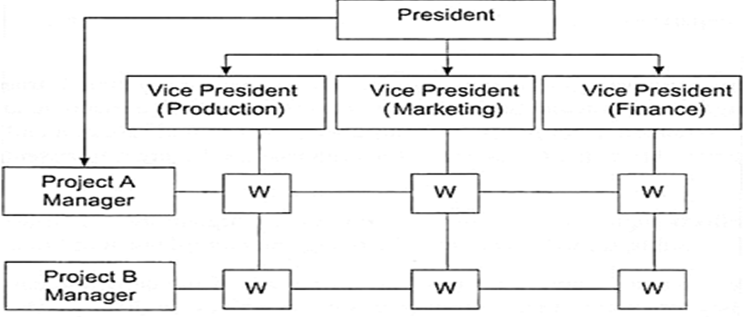 President
Vice President
(Production)
Vice President
(Marketing)
Vice President
(Finance)
Project A
Manager
W
W
W
Project B
Manager
W
W
W